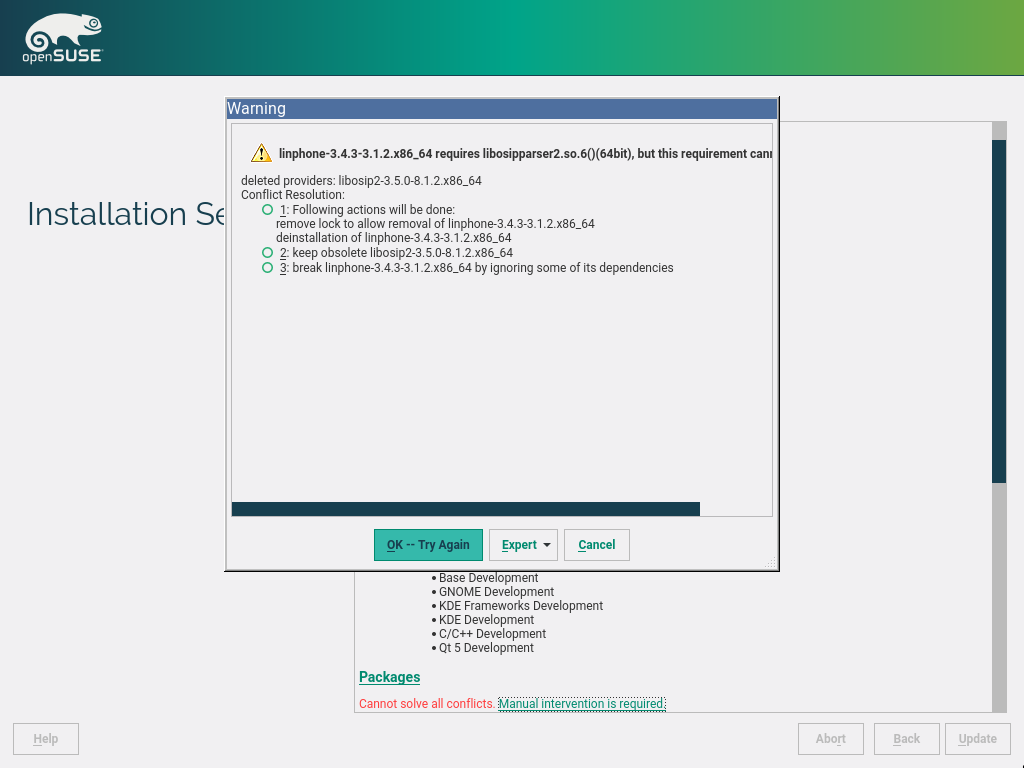 openSUSE
Warning
linphone-3.4.3-3.1.2.x86_64 requires libosipparser2.so.6()(64bit), but this requirement
deleted providers: libosip2-3.5.0-8.1.2.x86_64
Conflict Resolution:
1: Following actions will be done:
remove lock to allow removal of linphone-3.4.3-3.1.2.x86_64
deinstallation of linphone-3.4.3-3.1.2.x86_64
2: keep obsolete libosip2-3.5.0-8.1.2.x86_64
3: break linphone-3.4.3-3.1.2.x86_64 by ignoring some of its dependencies
Installation
OK -- Try Again
Expert
Cancel
• Base Development
• GNOME Development
• KDE Frameworks Development
• KDE Development
• C/C++ Development
• Qt 5 Development
Packages
Cannot solve all conflicts. Manual intervention is required.
Help
Abort
Back
Update